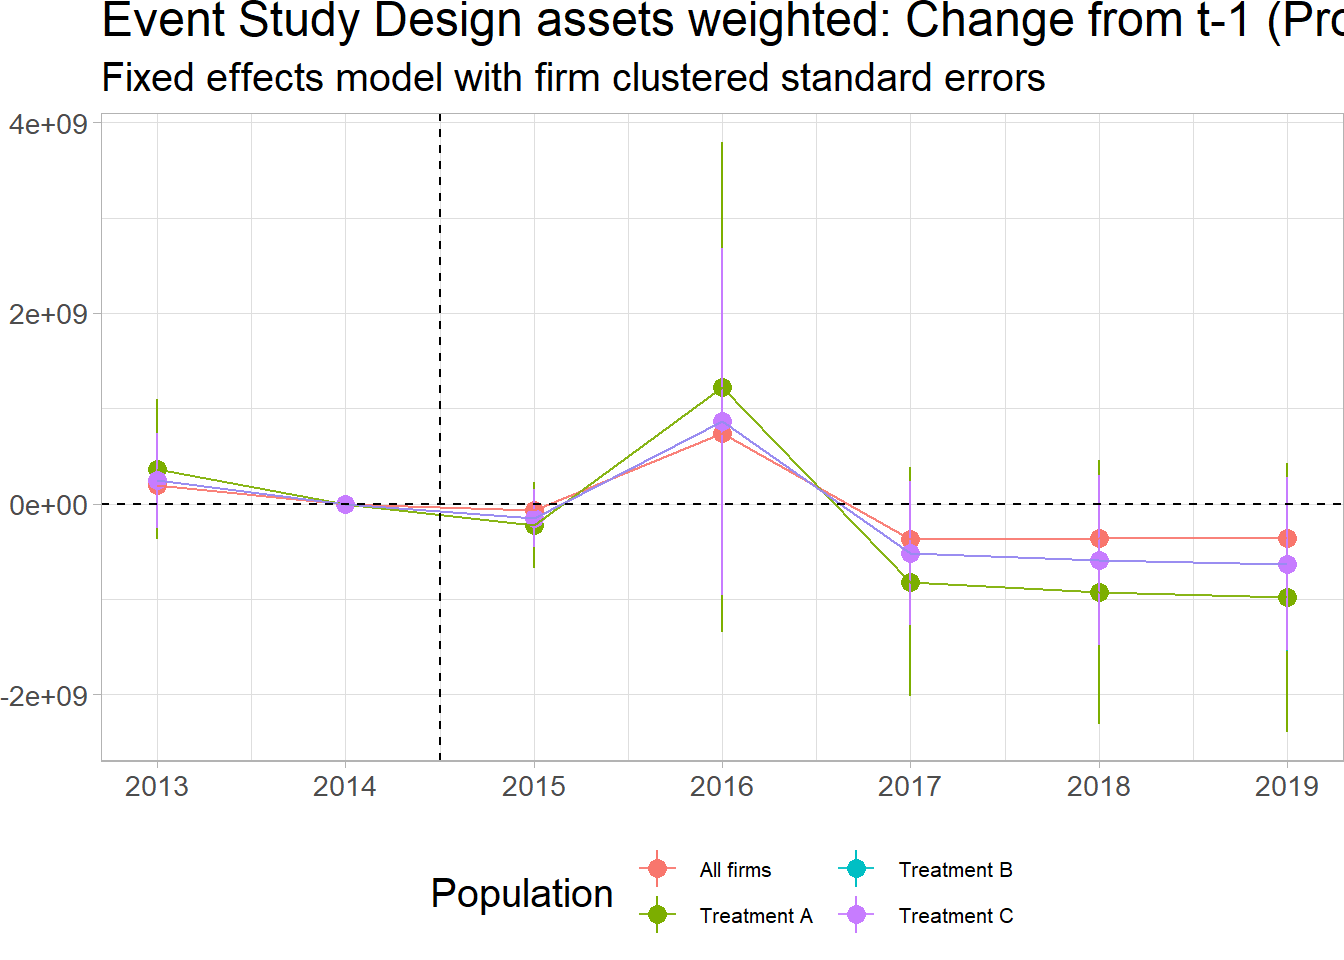 Event Study Design assets weighted: Change from t-1 (Pro
Fixed effects model with firm clustered standard errors
4e+09
2e+09
0e+00
-2e+09
2013 2014 2015 2016 2017 2018 2019
Population
All firms
Treatment A
Treatment B
Treatment C